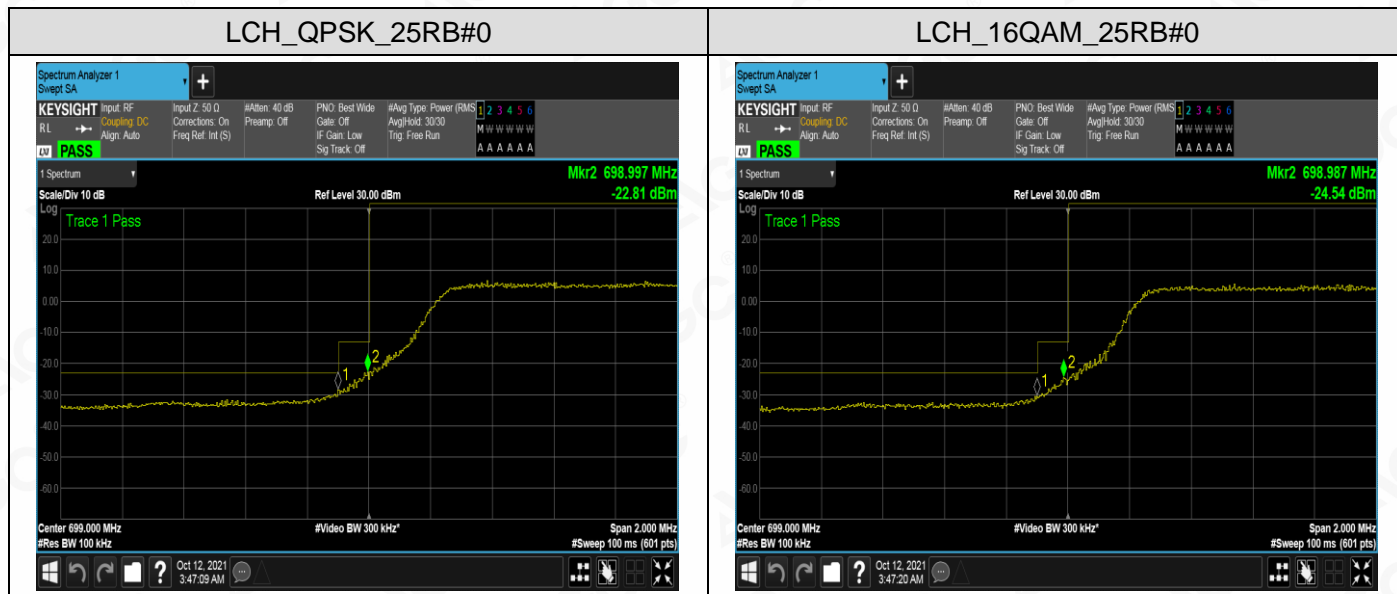 LCH_QPSK_25RB#0
LCH_16QAM_25RB#0
Spectrum Analyzer 1
Swept SA
+
KEYSIGHT Input: RF Input Z: 50 Ω #Atten: 40 dB PNO: Best Wide #Avg Type: Power (RMS 1 2 3 4 5 6
RL Coupling: DC Corrections: On Preamp: Off Gate: Off Avg|Hold: 30/30 M W W W W W
Align: Auto Freq Ref: Int (S) IF Gain: Low Trig: Free Run
LXI PASS Sig Track: Off A A A A A A
1 Spectrum
Mkr2 698.997 MHz
Scale/Div 10 dB Ref Level 30.00 dBm -22.81 dBm
Log
Trace 1 Pass
20.0
10.0
0.00
-10.0
-20.0
-30.0
-40.0
-50.0
-60.0
1
2
Center 699.000 MHz #Video BW 300 kHz* Span 2.000 MHz
#Res BW 100 kHz #Sweep 100 ms (601 pts)
? Oct 12, 2021
3:47:09 AM
Spectrum Analyzer 1
Swept SA
+
KEYSIGHT Input: RF Input Z: 50 Ω #Atten: 40 dB PNO: Best Wide #Avg Type: Power (RMS 1 2 3 4 5 6
RL Coupling: DC Corrections: On Preamp: Off Gate: Off Avg|Hold: 30/30 M W W W W W
Align: Auto Freq Ref: Int (S) IF Gain: Low Trig: Free Run
LXI PASS Sig Track: Off A A A A A A
1 Spectrum
Mkr2 698.987 MHz
Scale/Div 10 dB Ref Level 30.00 dBm -24.54 dBm
Log
Trace 1 Pass
20.0
10.0
0.00
-10.0
-20.0
-30.0
-40.0
-50.0
-60.0
1
2
Center 699.000 MHz #Video BW 300 kHz* Span 2.000 MHz
#Res BW 100 kHz #Sweep 100 ms (601 pts)
? Oct 12, 2021
3:47:20 AM